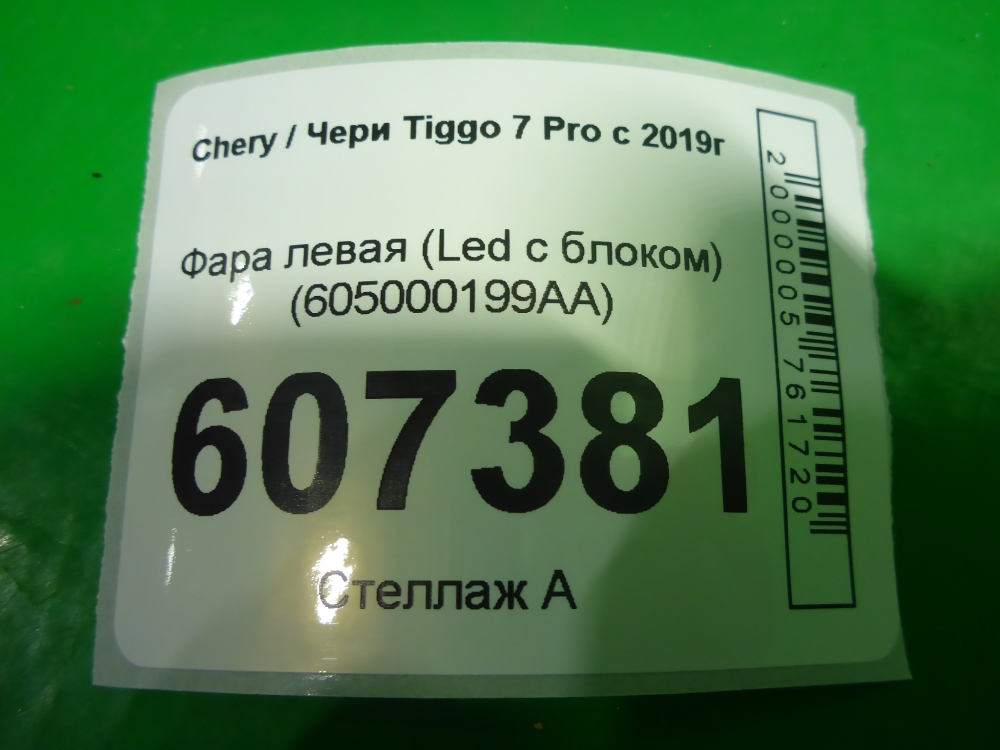 Chery / Чери Tiggo 7 Pro с 2019г
Фара левая (Led с блоком)
(605000199AA)
607381
Стеллаж А
2000005761720